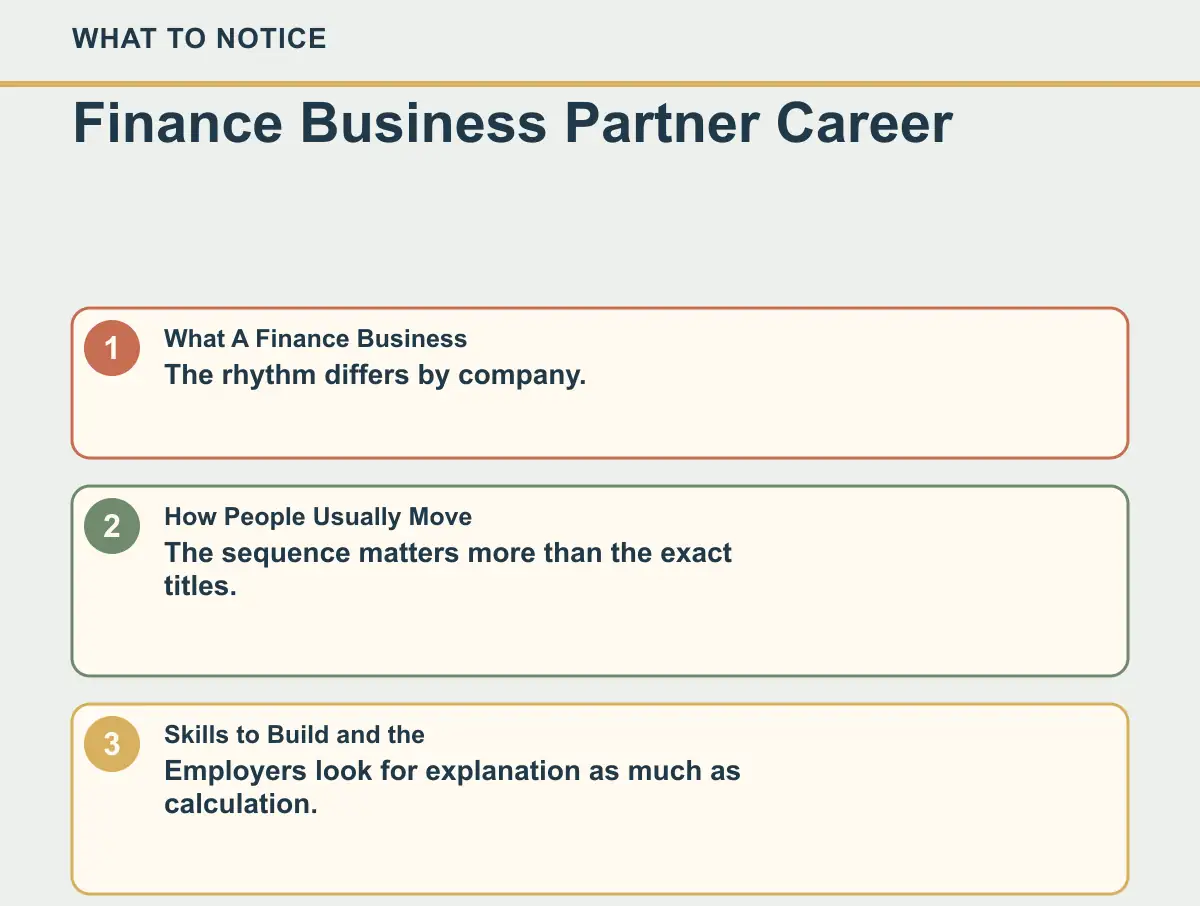 WHAT TO NOTICE
Finance Business Partner Career
1
What A Finance Business
The rhythm differs by company.
2
How People Usually Move
The sequence matters more than the exact
titles.
3
Skills to Build and the
Employers look for explanation as much as
calculation.